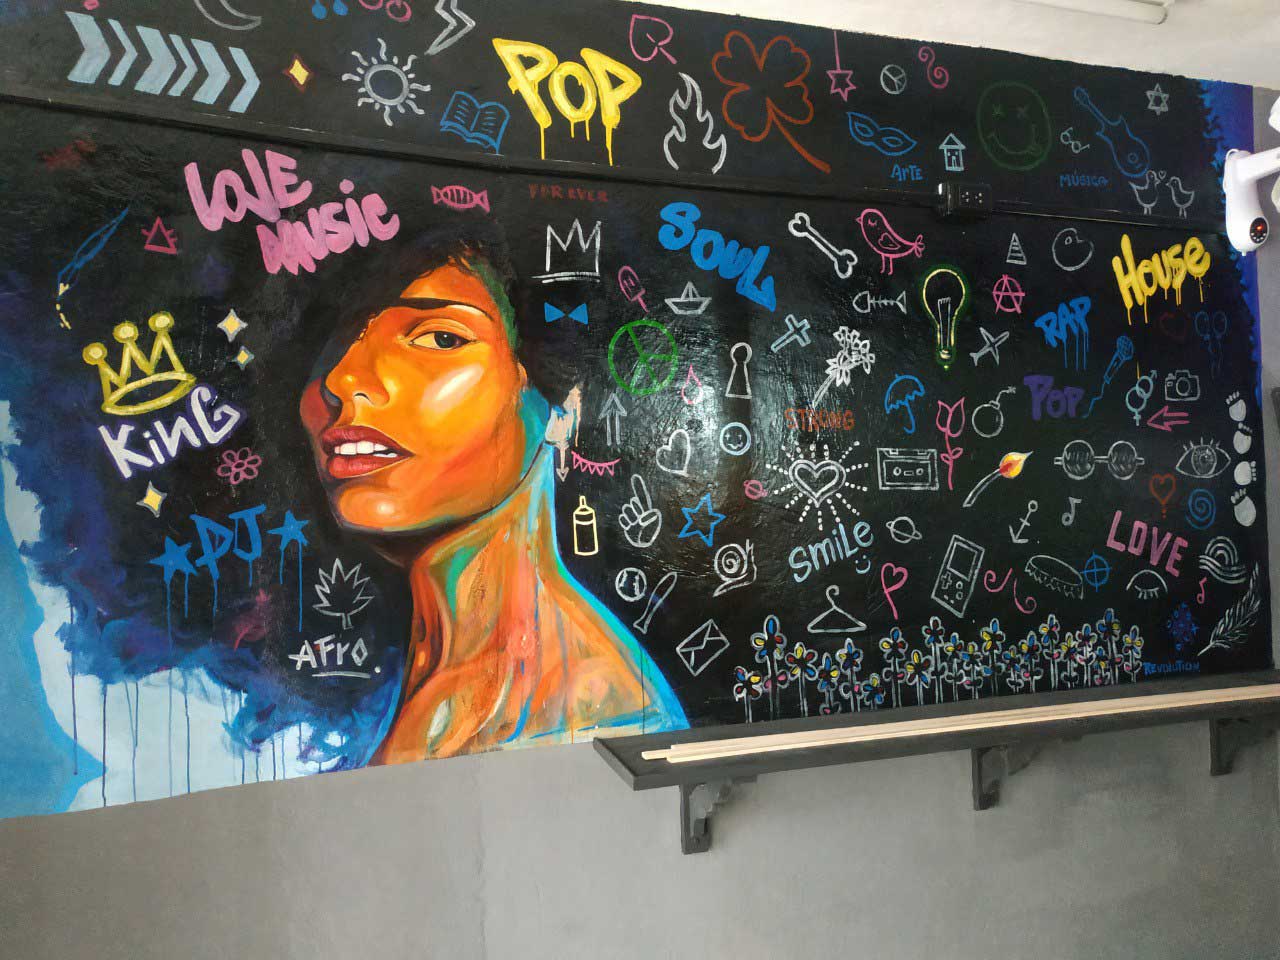 POP
LOVE
MUSIC
FOREVER
ARTE
MÚSICA
SOUL
HOUSE
RAP
POP
KiNG
STRONG
DJ
SMiLE
LOVE
AFRO.
REVOLUTION